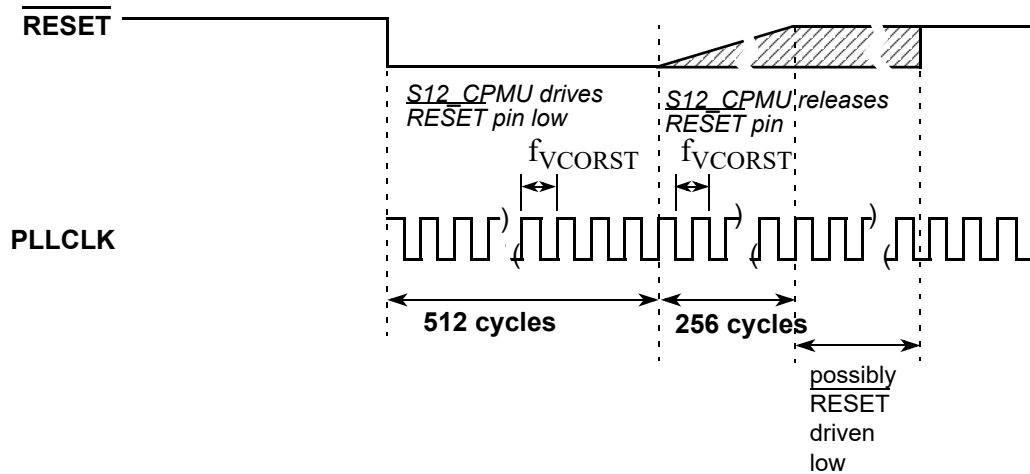 RESET
S12_CPMU drives
RESET pin low
S12_CPMU releases
RESET pin
fVCORST
fVCORST
PLLCLK
512 cycles
256 cycles
possibly
RESET
driven
low